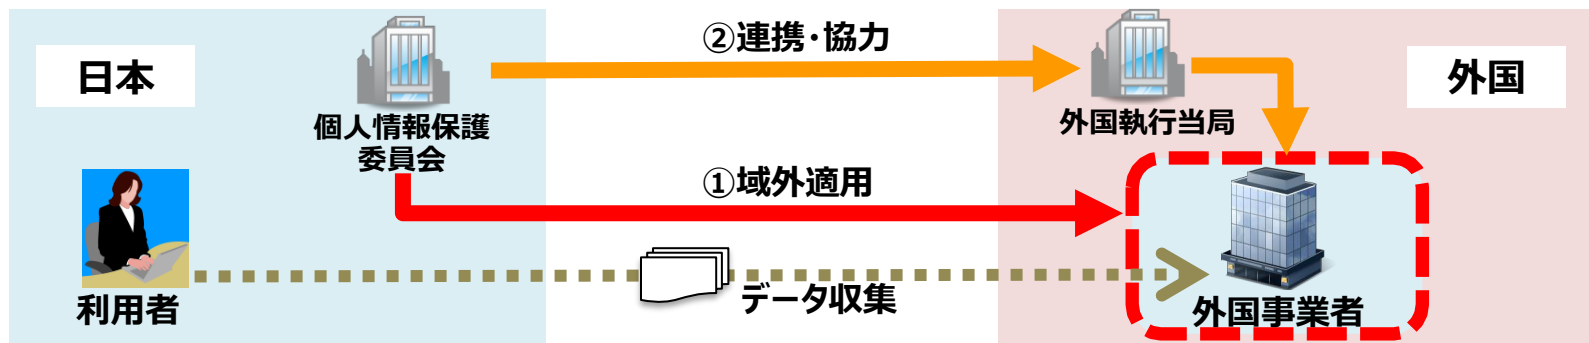 日本
個人情報保護
委員会
利用者
②連携・協力
①域外適用
データ収集
外国執行当局
外国
外国事業者